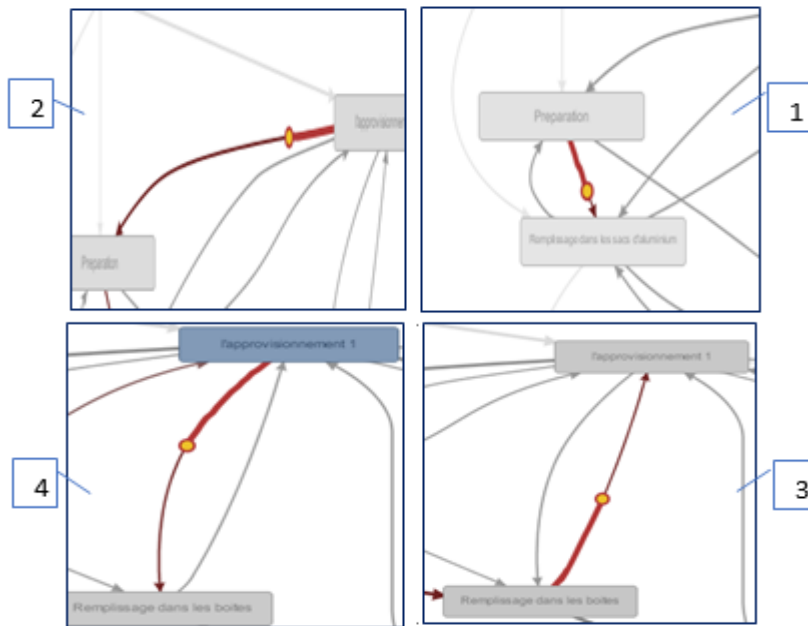 2
l'approvisionneme
Preparation
1
Preparation
Remplissage dans les sacs d'aluminium
4
l'approvisionnement 1
Remplissage dans les boites
3
l'approvisionnement 1
Remplissage dans les boites